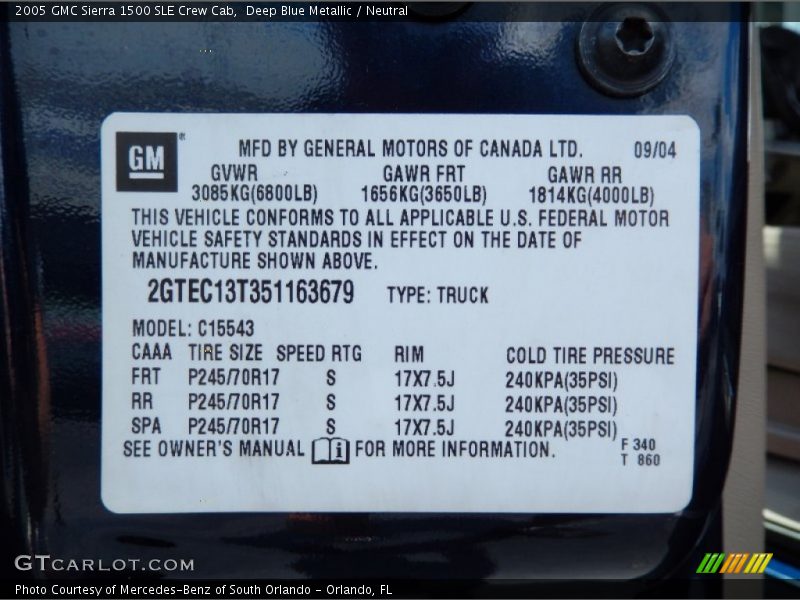 2005 GMC Sierra 1500 SLE Crew Cab,  Deep Blue Metallic / Neutral
GM® MFD BY GENERAL MOTORS OF CANADA LTD. 09/04
GVWR GAWR FRT GAWR RR
3085KG(6800LB) 1656KG(3650LB) 1814KG(4000LB)
THIS VEHICLE CONFORMS TO ALL APPLICABLE U.S. FEDERAL MOTOR
VEHICLE SAFETY STANDARDS IN EFFECT ON THE DATE OF
MANUFACTURE SHOWN ABOVE.
2GTEC13T351163679 TYPE: TRUCK
MODEL: C15543
CAAA TIRE SIZE SPEED RTG RIM COLD TIRE PRESSURE
FRT P245/70R17 S 17X7.5J 240KPA(35PSI)
RR P245/70R17 S 17X7.5J 240KPA(35PSI)
SPA P245/70R17 S 17X7.5J 240KPA(35PSI)
SEE OWNER'S MANUAL i FOR MORE INFORMATION.
F 340
T 860
GTCARLOT.COM
Photo Courtesy of Mercedes-Benz of South Orlando - Orlando, FL